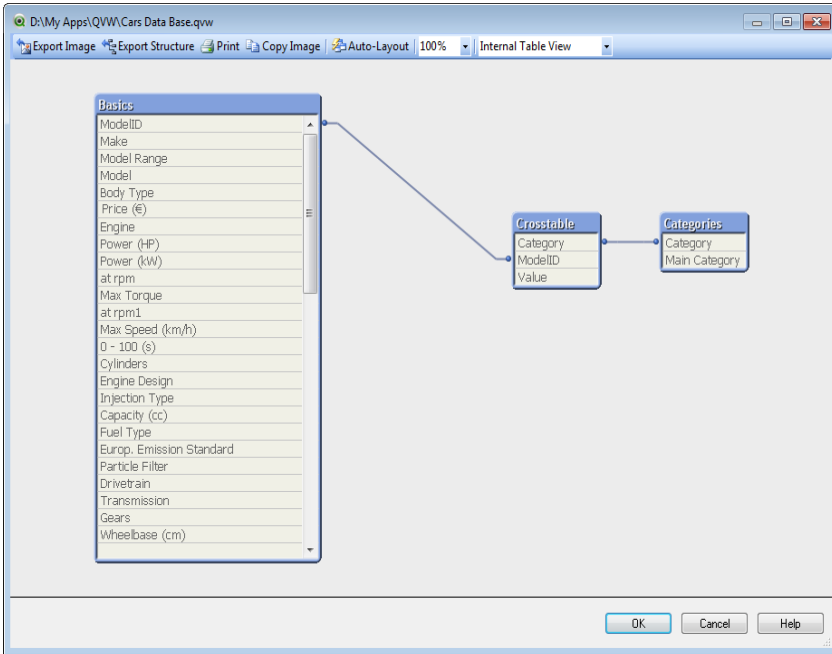 D:\My Apps\QVW\Cars Data Base.qvw
Export Image Export Structure Print Copy Image Auto-Layout 100% Internal Table View
Basics
ModelID
Make
Model Range
Model
Body Type
Price (€)
Engine
Power (HP)
Power (kW)
at rpm
Max Torque
at rpm1
Max Speed (km/h)
0 - 100 (s)
Cylinders
Engine Design
Injection Type
Capacity (cc)
Fuel Type
Europ. Emission Standard
Particle Filter
Drivetrain
Transmission
Gears
Wheelbase (cm)
Crosstable
Category
ModelID
Value
Categories
Category
Main Category
OK Cancel Help